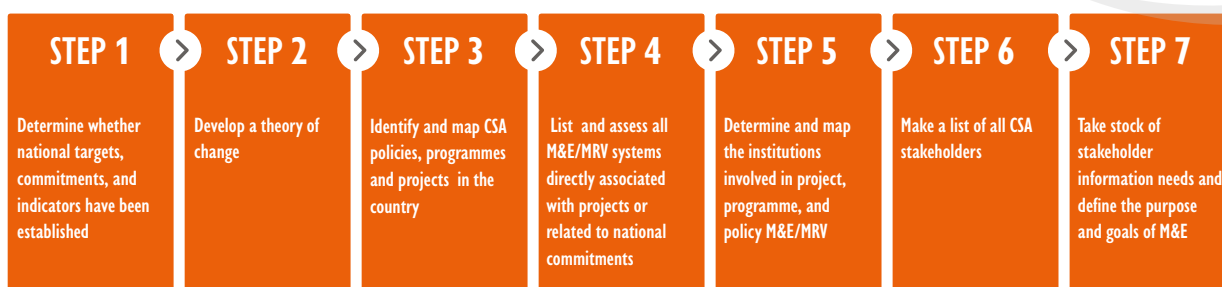 STEP 1
Determine whether
national targets,
commitments, and
indicators have been
established
STEP 2
Develop a theory of
change
STEP 3
Identify and map CSA
policies, programmes
and projects in the
country
STEP 4
List and assess all
M&E/MRV systems
directly associated
with projects or
related to national
commitments
STEP 5
Determine and map
the institutions
involved in project,
programme, and
policy M&E/MRV
STEP 6
Make a list of all CSA
stakeholders
STEP 7
Take stock of
stakeholder
information needs and
define the purpose
and goals of M&E